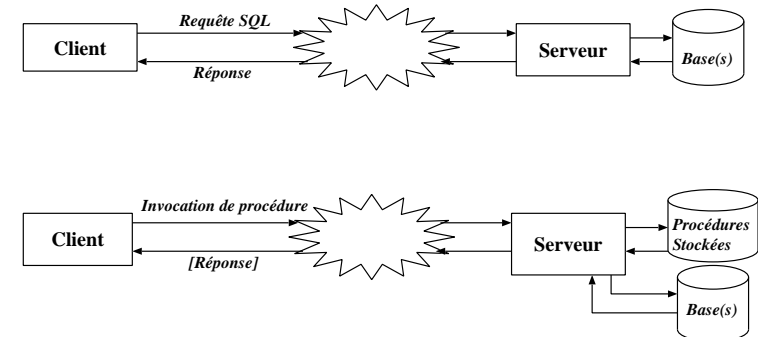 Requête SQL
Client
Réponse
Serveur
Base(s)
Invocation de procédure
Client
[Réponse]
Serveur
Procédures
Stockées
Base(s)